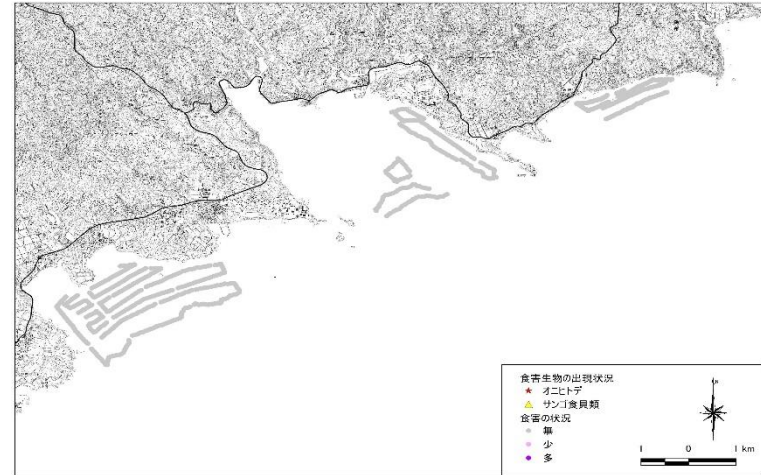 食害生物の出現状況
オニヒトデ
サンゴ食貝類
食害の状況
無
少
多
1 0 1 km